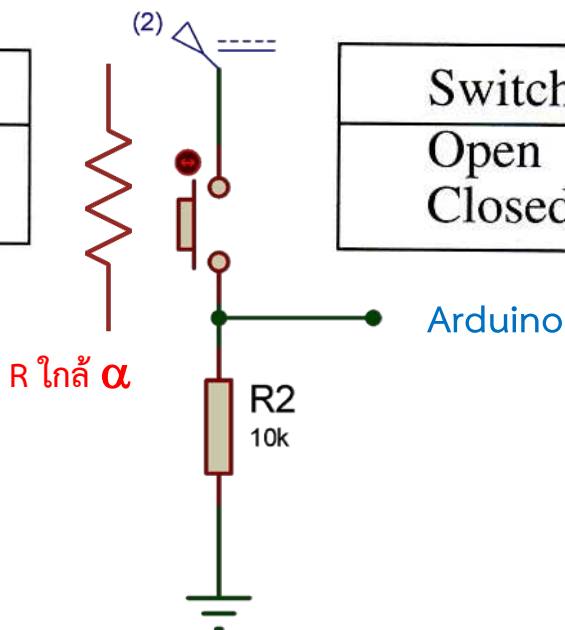 (2)
Switch
Open
Closed
Arduino
R ใกล้ α
R2
10k